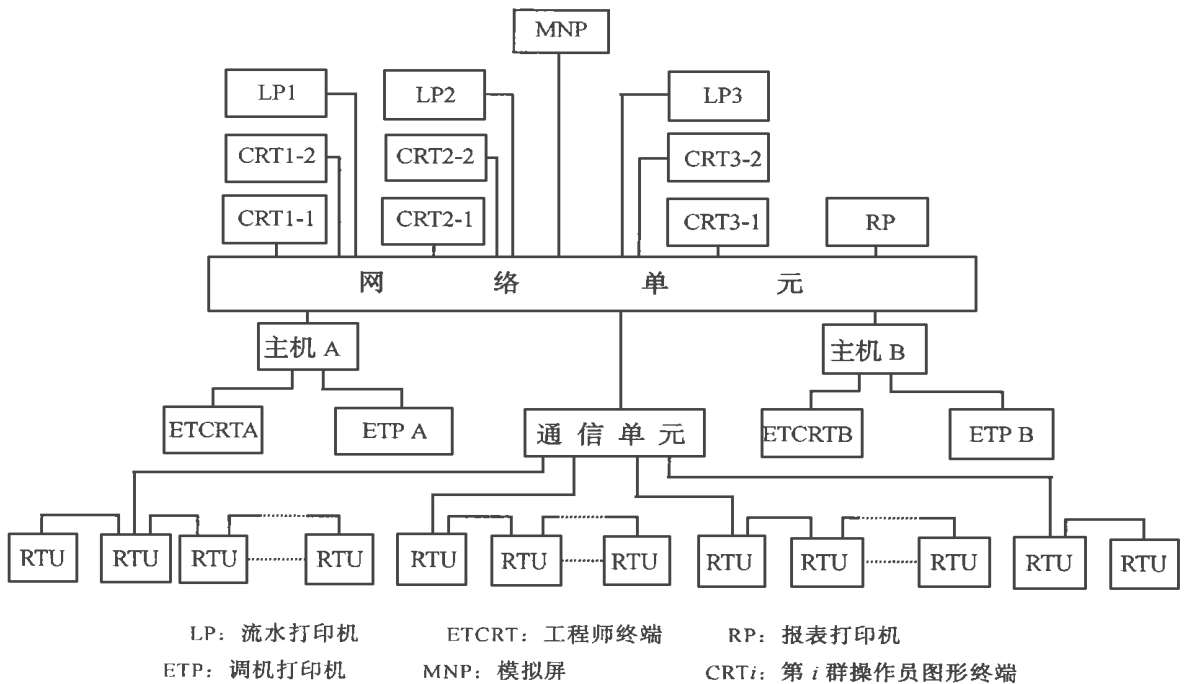 MNP
LP1 LP2 LP3
CRT1-2 CRT2-2 CRT3-2
CRT1-1 CRT2-1 CRT3-1 RP
网络单元
主机 A 主机 B
ETCRTA ETP A 通信单元 ETCRTB ETP B
RTU RTU RTU RTU RTU RTU RTU RTU RTU RTU RTU RTU
LP：流水打印机 ETCRT：工程师终端 RP：报表打印机
ETP：调机打印机 MNP：模拟屏 CRTi：第 i 群操作员图形终端